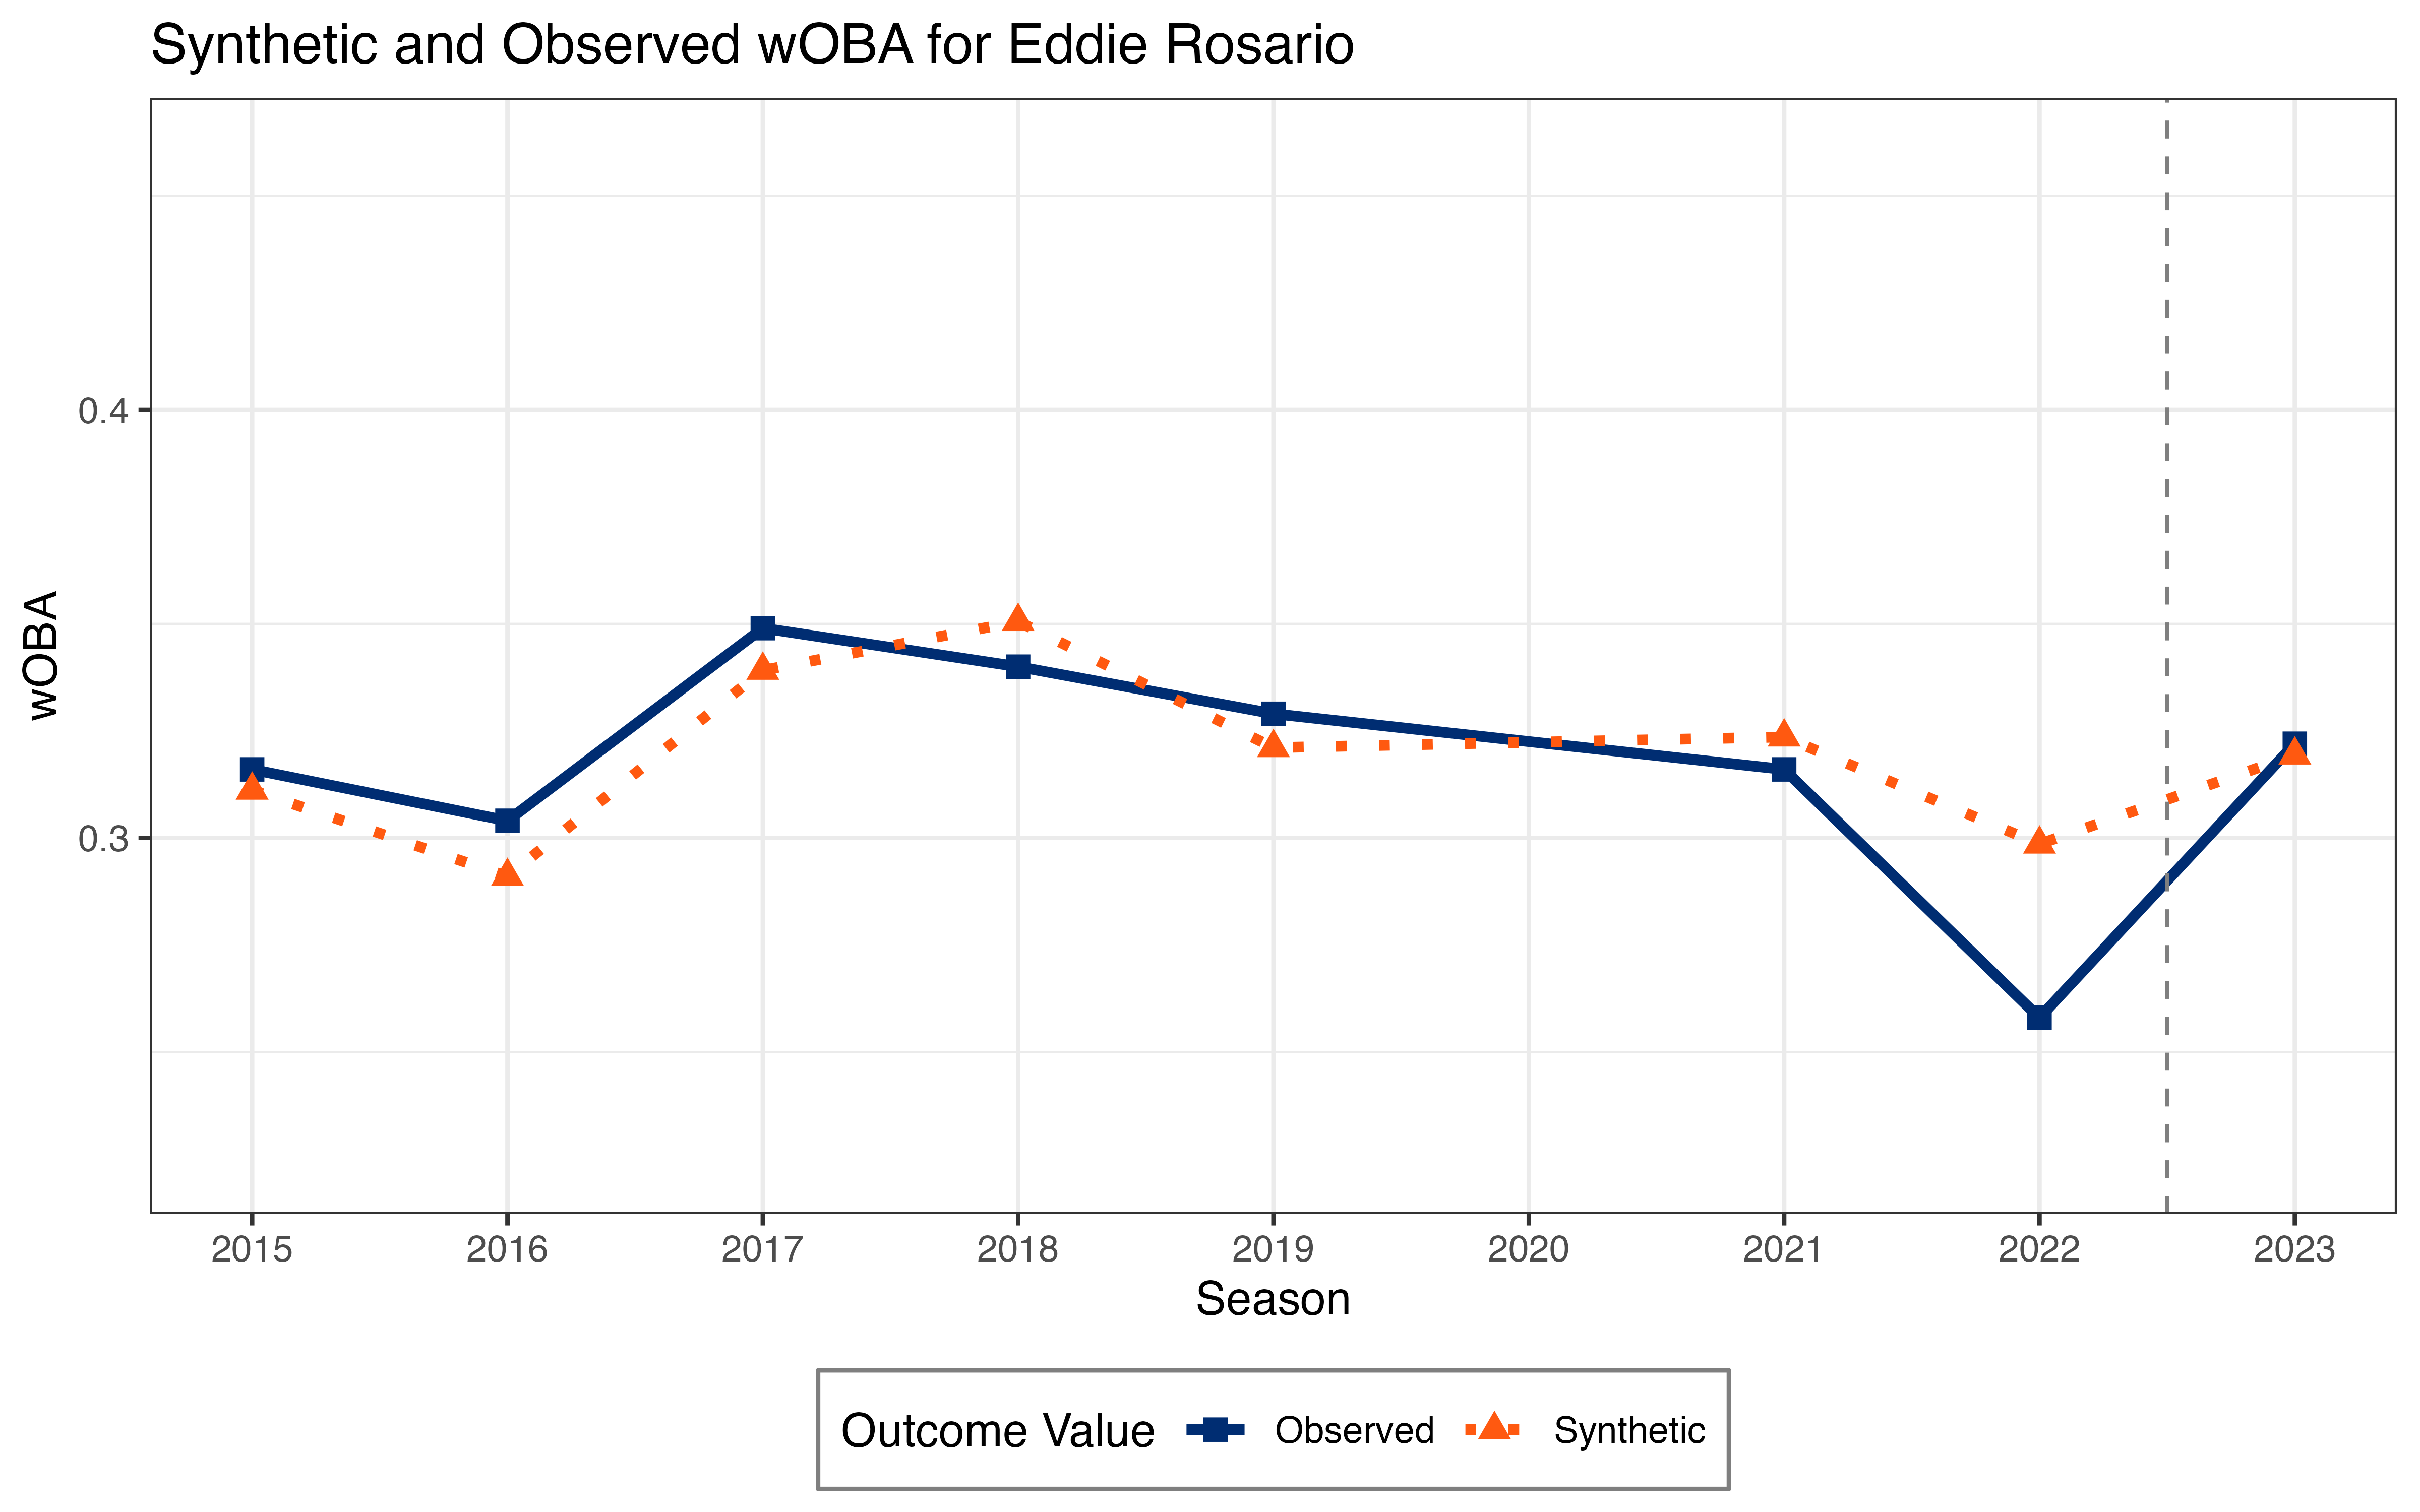 Synthetic and Observed wOBA for Eddie Rosario
wOBA
0.4
0.3
2015 2016 2017 2018 2019 2020 2021 2022 2023
Season
Outcome Value Observed Synthetic